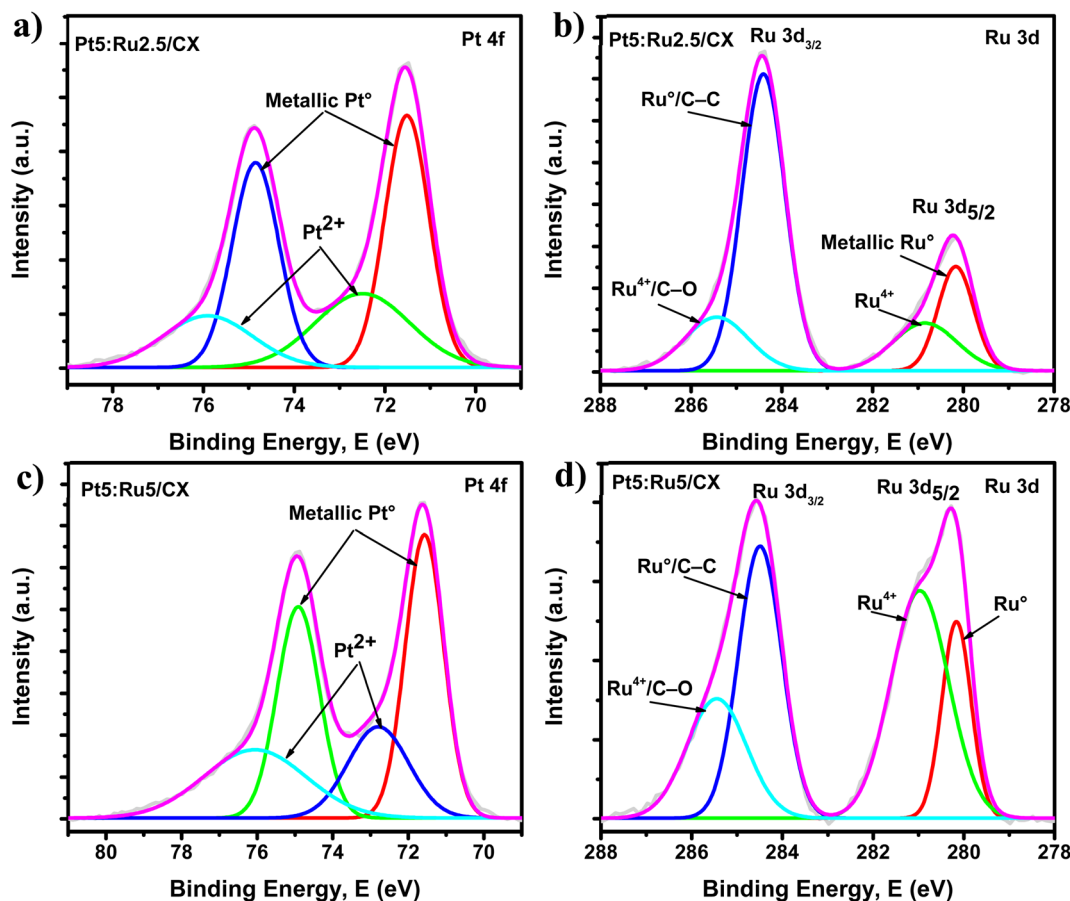 a)
Pt5:Ru2.5/CX
Pt 4f
Metallic Pt°
Pt2+
Intensity (a.u.)
78 76 74 72 70
Binding Energy, E (eV)
b)
Pt5:Ru2.5/CX
Ru 3d3/2
Ru 3d
Ru°/C–C
Ru 3d5/2
Metallic Ru°
Ru4+/C–O
Ru4+
Intensity (a.u.)
288 286 284 282 280 278
Binding Energy, E (eV)
c)
Pt5:Ru5/CX
Pt 4f
Metallic Pt°
Pt2+
Intensity (a.u.)
80 78 76 74 72 70
Binding Energy, E (eV)
d)
Pt5:Ru5/CX
Ru 3d3/2
Ru 3d5/2
Ru 3d
Ru°/C–C
Ru4+
Ru°
Ru4+/C–O
Intensity (a.u.)
288 286 284 282 280 278
Binding Energy, E (eV)